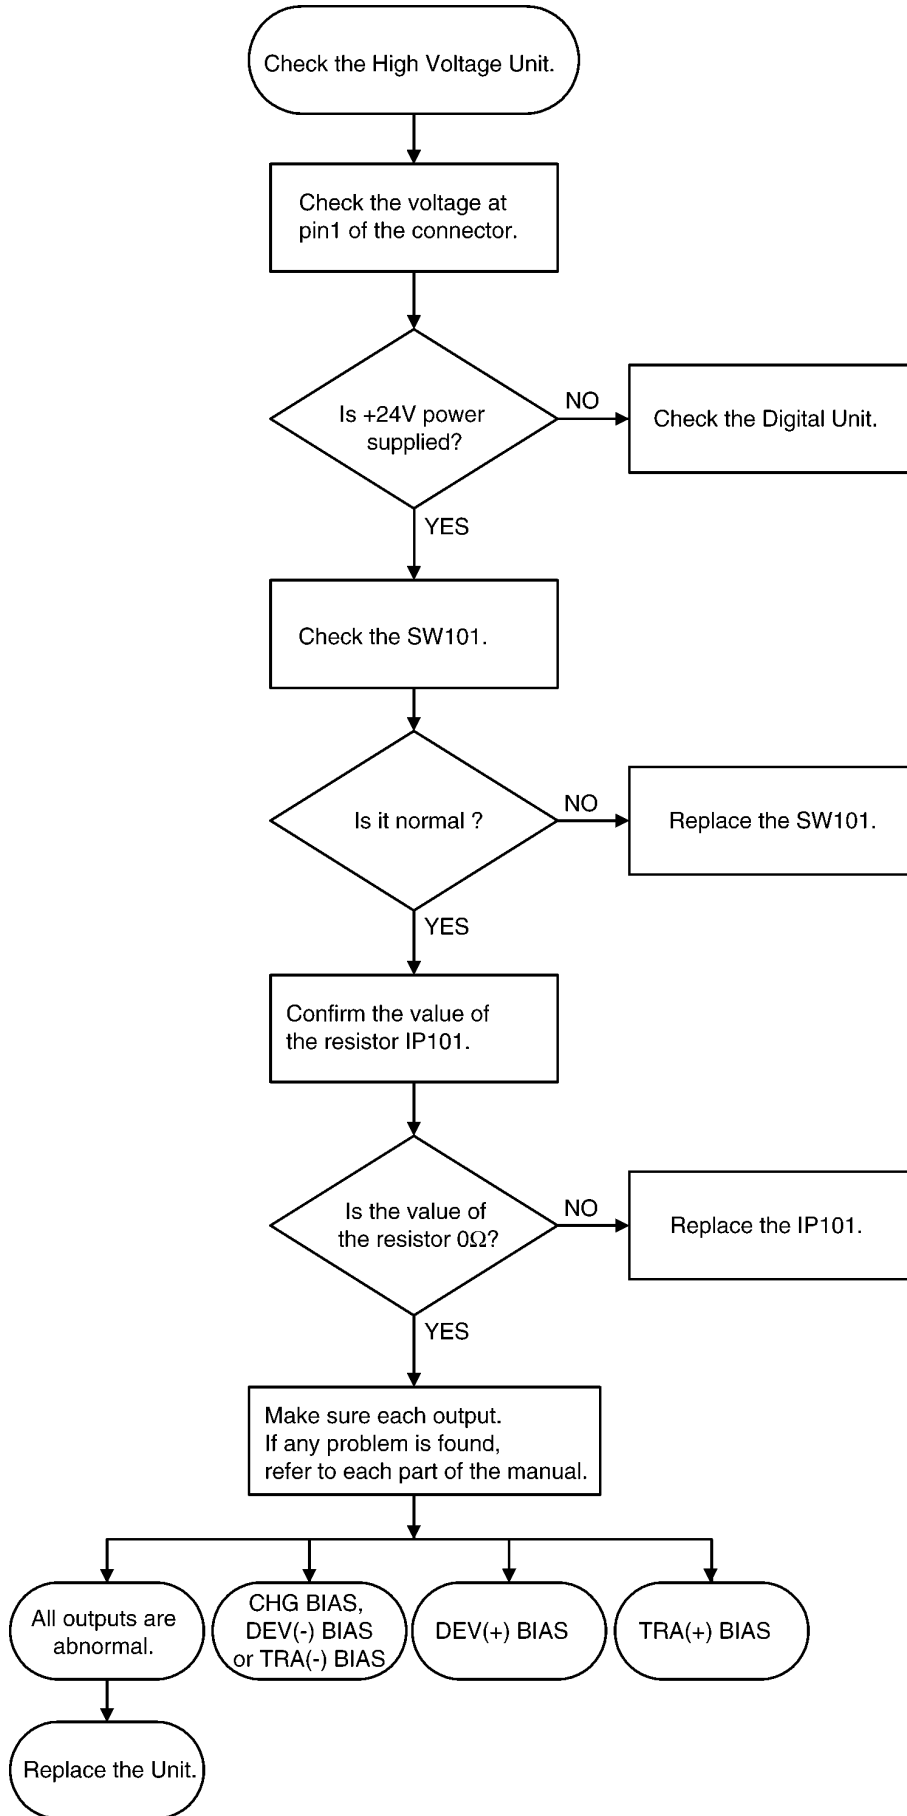 Check the High Voltage Unit.
Check the voltage at
pin1 of the connector.
Is +24V power
supplied?
NO
Check the Digital Unit.
YES
Check the SW101.
Is it normal ?
NO
Replace the SW101.
YES
Confirm the value of
the resistor IP101.
Is the value of
the resistor 0Ω?
NO
Replace the IP101.
YES
Make sure each output.
If any problem is found,
refer to each part of the manual.
All outputs are
abnormal.
CHG BIAS,
DEV(-) BIAS
or TRA(-) BIAS
DEV(+) BIAS
TRA(+) BIAS
Replace the Unit.